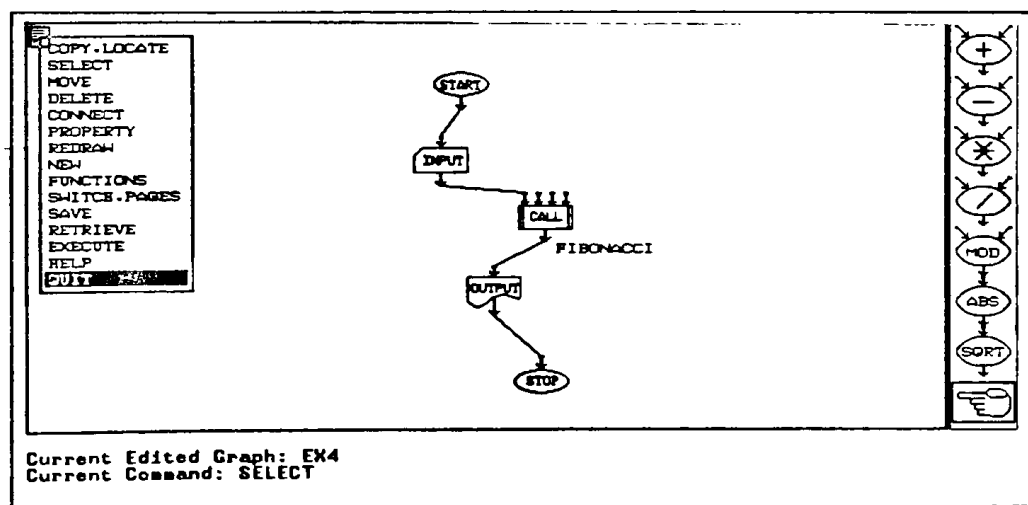 COPY.LOCATE
SELECT
MOVE
DELETE
CONNECT
PROPERTY
REDRAW
NEW
FUNCTIONS
SWITCH.PAGES
SAVE
RETRIEVE
EXECUTE
HELP
QUIT
START
INPUT
CALL
FIBONACCI
OUTPUT
STOP
+
−
*
/
MOD
ABS
SQRT
Current Edited Graph: EX4
Current Command: SELECT